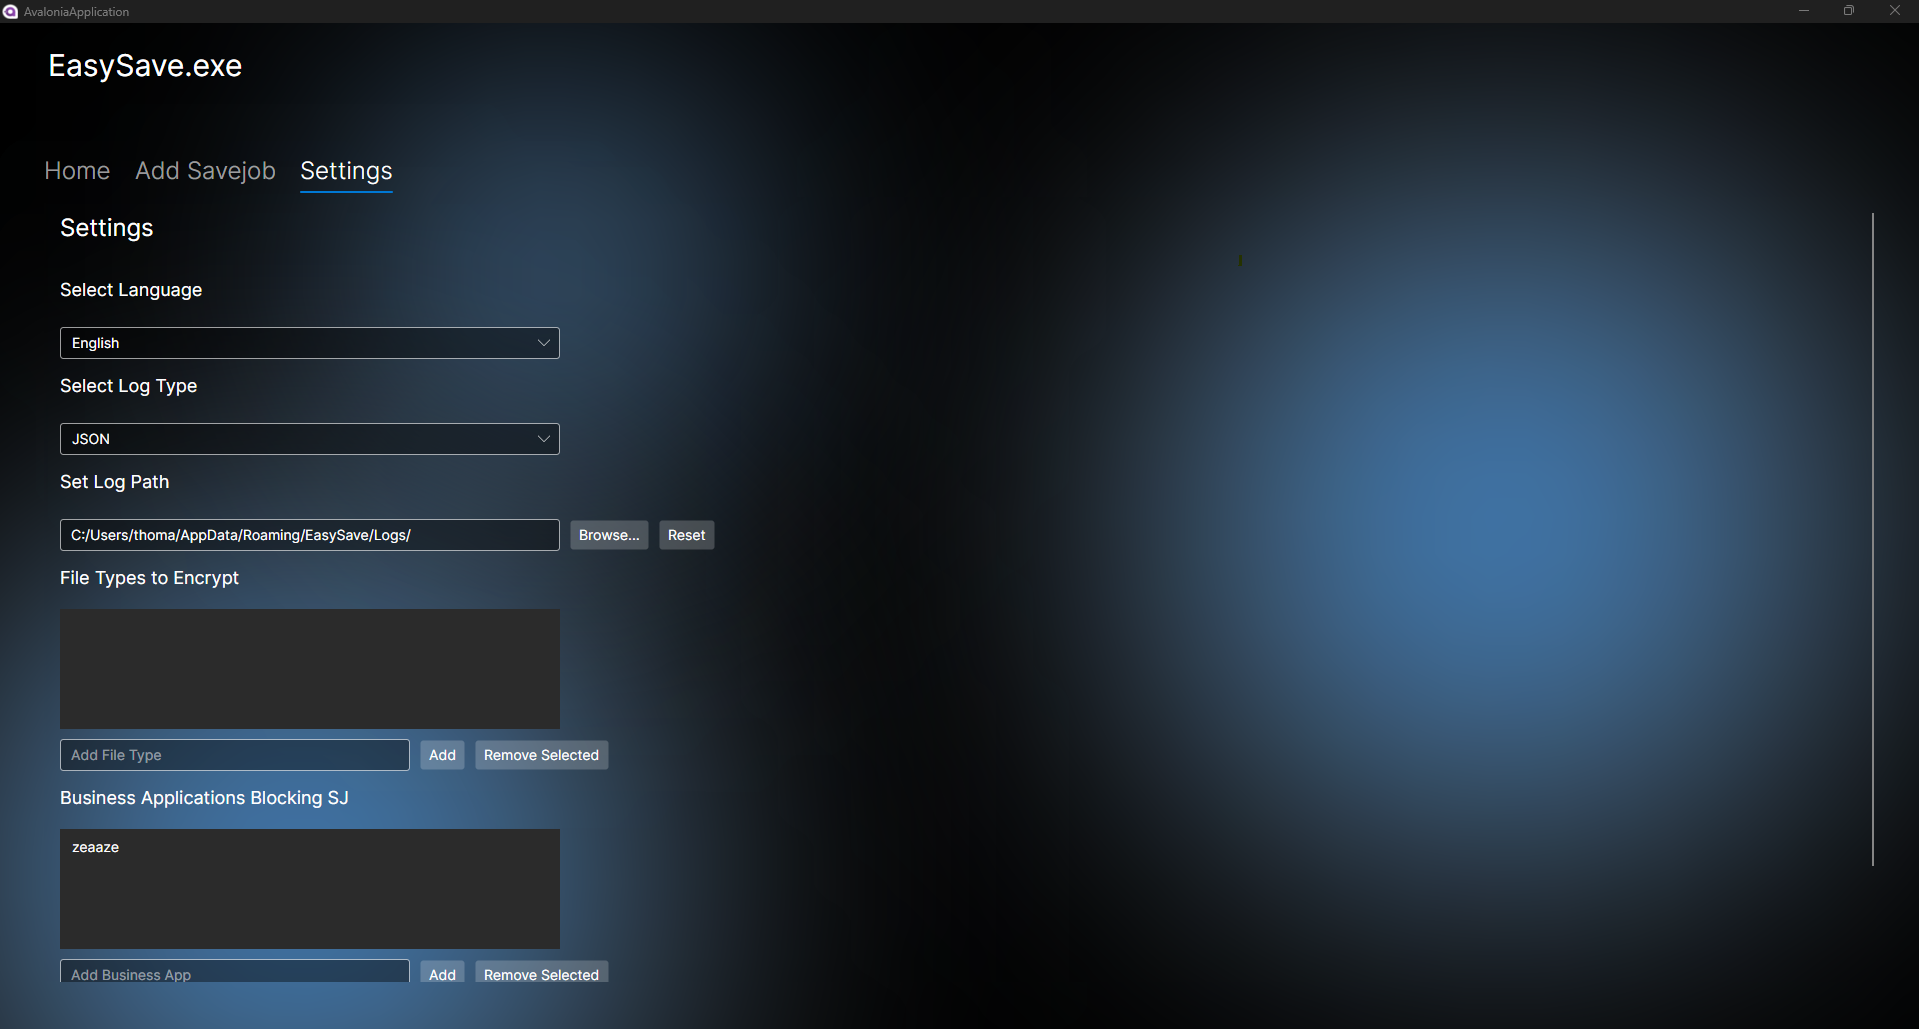 AvaloniaApplication
EasySave.exe
Home Add Savejob Settings
Settings
Select Language
English
Select Log Type
JSON
Set Log Path
C:/Users/thoma/AppData/Roaming/EasySave/Logs/ Browse... Reset
File Types to Encrypt
Add File Type Add Remove Selected
Business Applications Blocking SJ
zeaaze
Add Business App Add Remove Selected